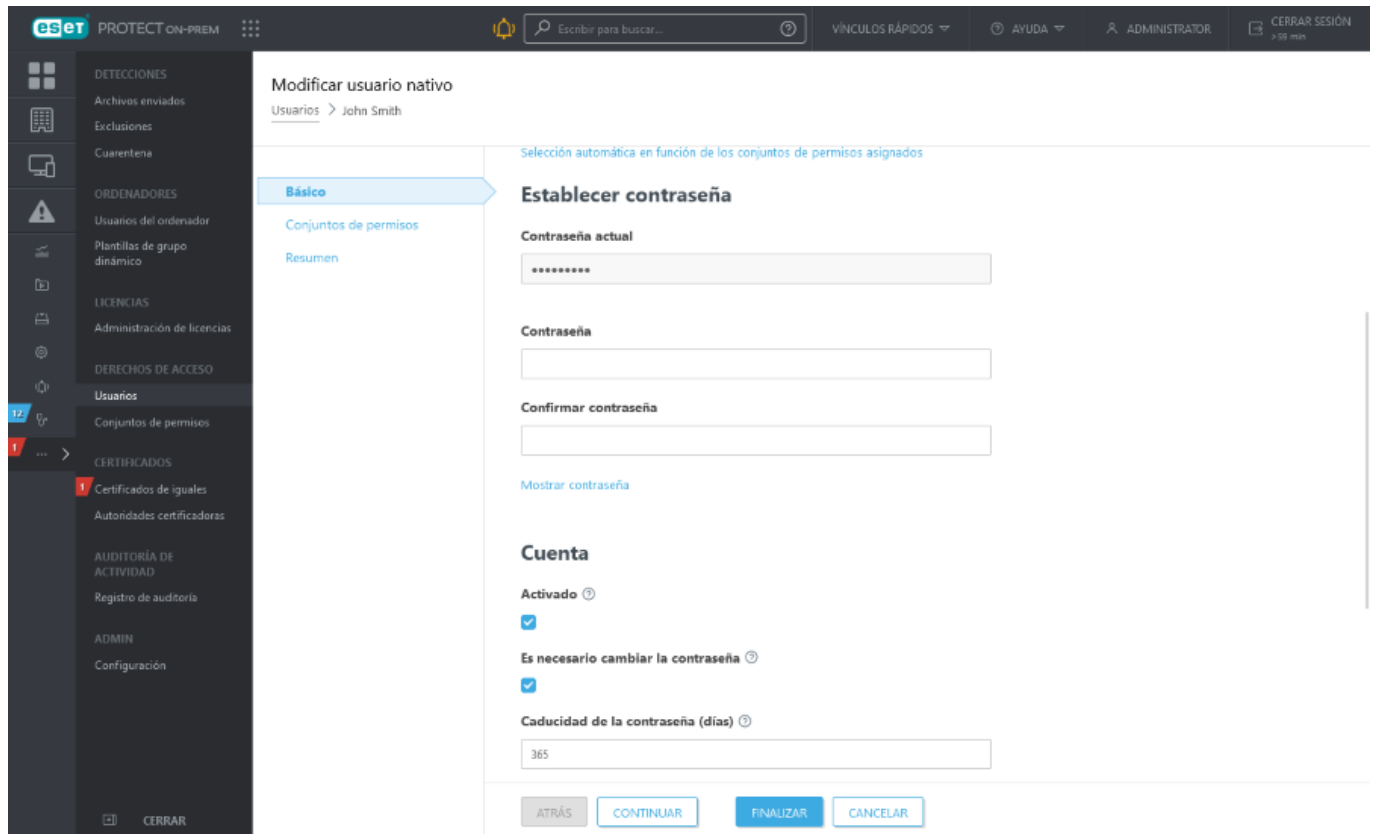 eset PROTECT ON-PREM
Escribir para buscar...
VÍNCULOS RÁPIDOS
AYUDA
ADMINISTRATOR
CERRAR SESIÓN
> 59 min
DETECCIONES
Archivos enviados
Exclusiones
Cuarentena
ORDENADORES
Usuarios del ordenador
Plantillas de grupo
dinámico
LICENCIAS
Administración de licencias
DERECHOS DE ACCESO
Usuarios
12
Conjuntos de permisos
1
...
CERTIFICADOS
1
Certificados de iguales
Autoridades certificadoras
AUDITORÍA DE
ACTIVIDAD
Registro de auditoría
ADMIN
Configuración
CERRAR
Modificar usuario nativo
Usuarios > John Smith
Básico
Conjuntos de permisos
Resumen
Selección automática en función de los conjuntos de permisos asignados
Establecer contraseña
Contraseña actual
•••••••••
Contraseña
Confirmar contraseña
Mostrar contraseña
Cuenta
Activado
Es necesario cambiar la contraseña
Caducidad de la contraseña (días)
365
ATRÁS
CONTINUAR
FINALIZAR
CANCELAR